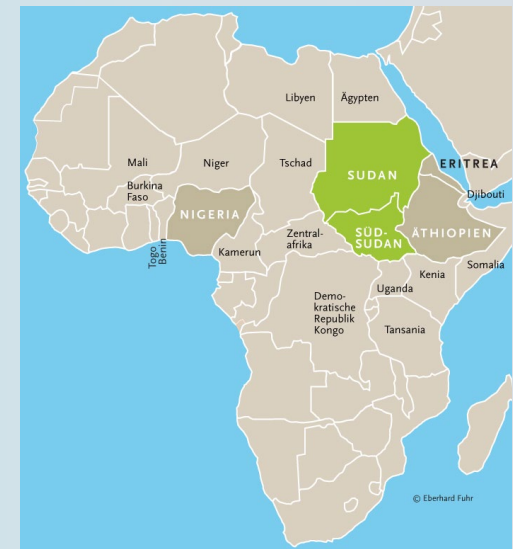 Libyen
Ägypten
Mali
Niger
Tschad
SUDAN
ERITREA
Burkina
Faso
Djibouti
NIGERIA
SÜD-
SUDAN
ÄTHIOPIEN
Togo
Benin
Kamerun
Zentral-
afrika
Somalia
Kenia
Uganda
Demo-
kratische
Republik
Kongo
Tansania
© Eberhard Fuhr